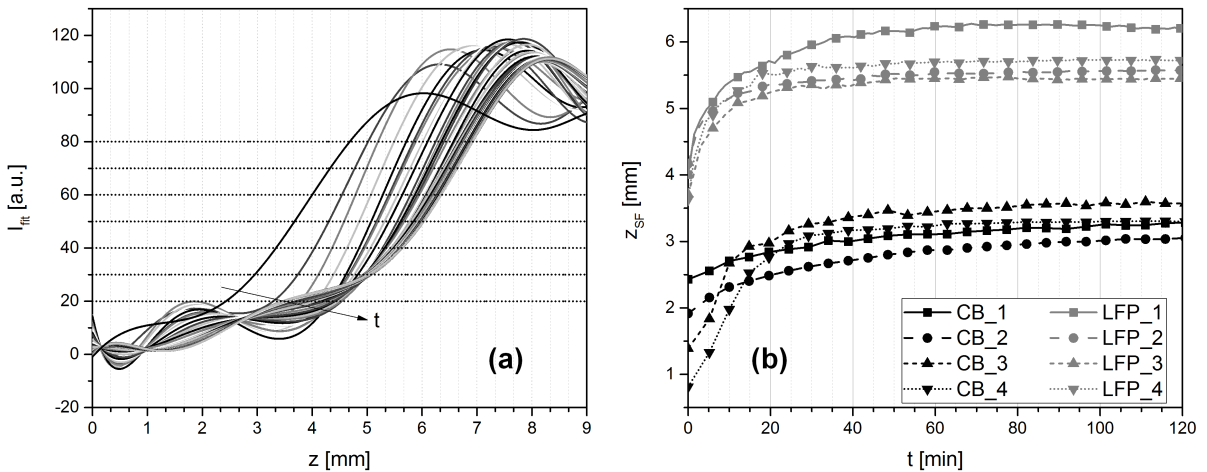 120
100
80
60
40
20
0
-20
I_fit [a.u.]
0 1 2 3 4 5 6 7 8 9
z [mm]
t
(a)
6
5
4
3
2
1
z_SF [mm]
0 20 40 60 80 100 120
t [min]
(b)
CB_1 LFP_1
CB_2 LFP_2
CB_3 LFP_3
CB_4 LFP_4